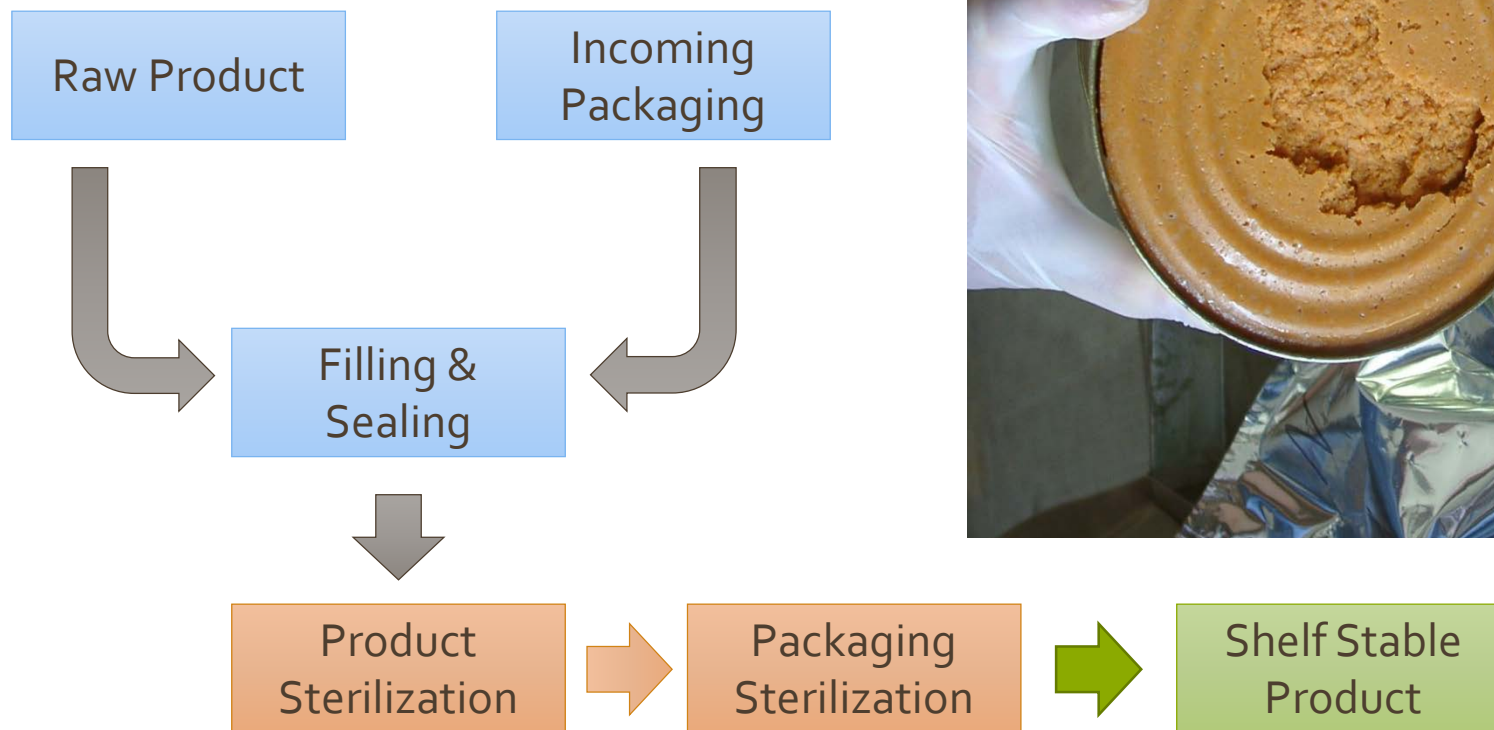 Raw Product
Incoming
Packaging
Filling &
Sealing
Product
Sterilization
Packaging
Sterilization
Shelf Stable
Product